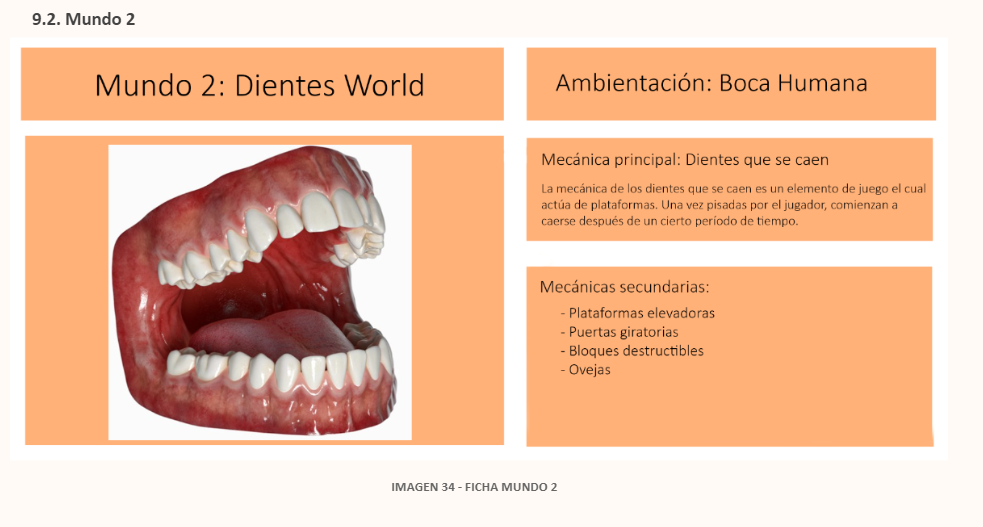 9.2. Mundo 2
Mundo 2: Dientes World
Ambientación: Boca Humana
Mecánica principal: Dientes que se caen
La mecánica de los dientes que se caen es un elemento de juego el cual
actúa de plataformas. Una vez pisadas por el jugador, comienzan a
caerse después de un cierto período de tiempo.
Mecánicas secundarias:
- Plataformas elevadoras
- Puertas giratorias
- Bloques destructibles
- Ovejas
IMAGEN 34 - FICHA MUNDO 2